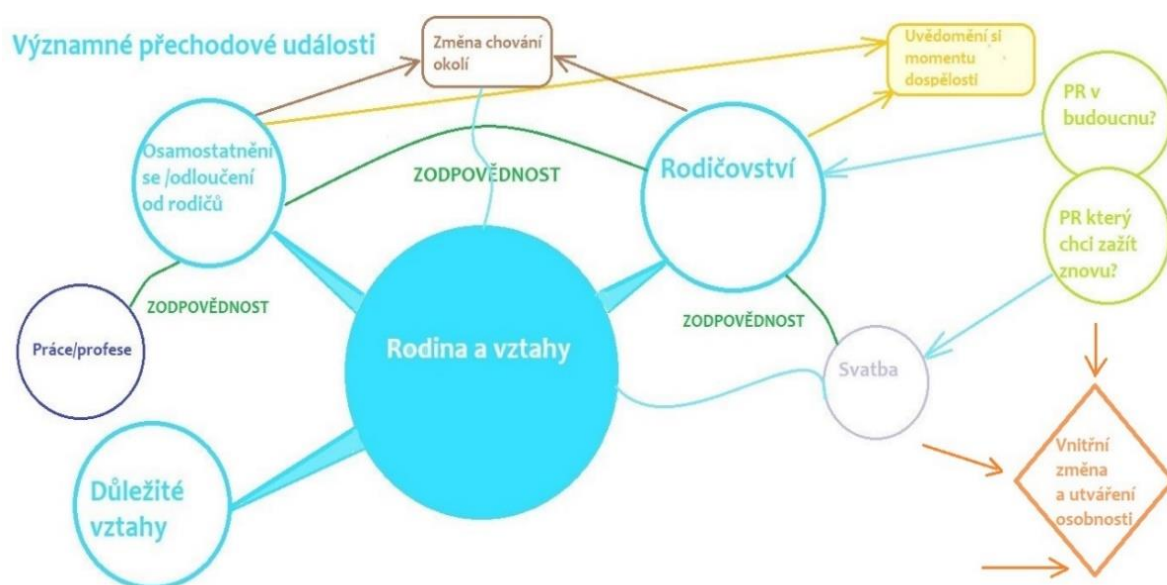 Významné přechodové události
Změna chování
okolí
Uvědomění si
momentu
dospělosti
PR v
budoucnu?
Osamostatnění
se /odloučení
od rodičů
ZODPOVĚDNOST
Rodičovství
PR který
chci zažít
znovu?
ZODPOVĚDNOST
ZODPOVĚDNOST
Práce/profese
Rodina a vztahy
Svatba
Vnitřní
změna
a utváření
osobnosti
Důležité
vztahy